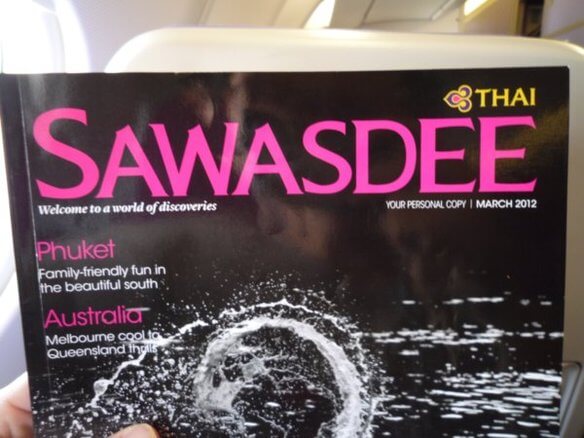 THAI
SAWASDEE
Welcome to a world of discoveries
YOUR PERSONAL COPY | MARCH 2012
Phuket
Family-friendly fun in
the beautiful south
Australia
Melbourne cool to
Queensland thrills